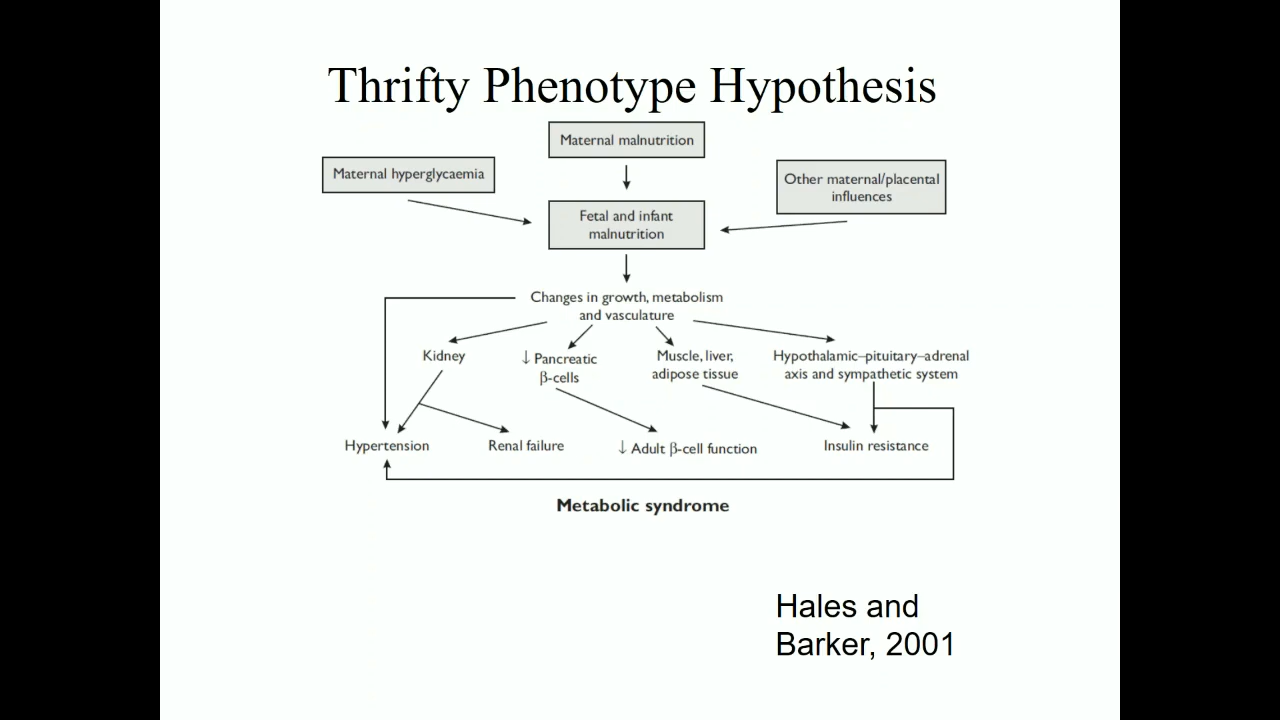 Thrifty Phenotype Hypothesis
Maternal malnutrition
Maternal hyperglycaemia
Other maternal/placental
influences
Fetal and infant
malnutrition
Changes in growth, metabolism
and vasculature
Kidney
↓ Pancreatic
β-cells
Muscle, liver,
adipose tissue
Hypothalamic–pituitary–adrenal
axis and sympathetic system
Hypertension
Renal failure
↓ Adult β-cell function
Insulin resistance
Metabolic syndrome
Hales and
Barker, 2001